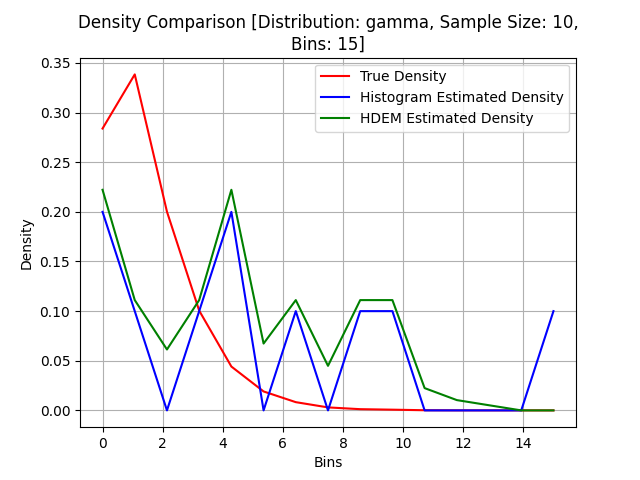 Density Comparison [Distribution: gamma, Sample Size: 10,
Bins: 15]
True Density
Histogram Estimated Density
HDEM Estimated Density
Density
0.35
0.30
0.25
0.20
0.15
0.10
0.05
0.00
0 2 4 6 8 10 12 14
Bins